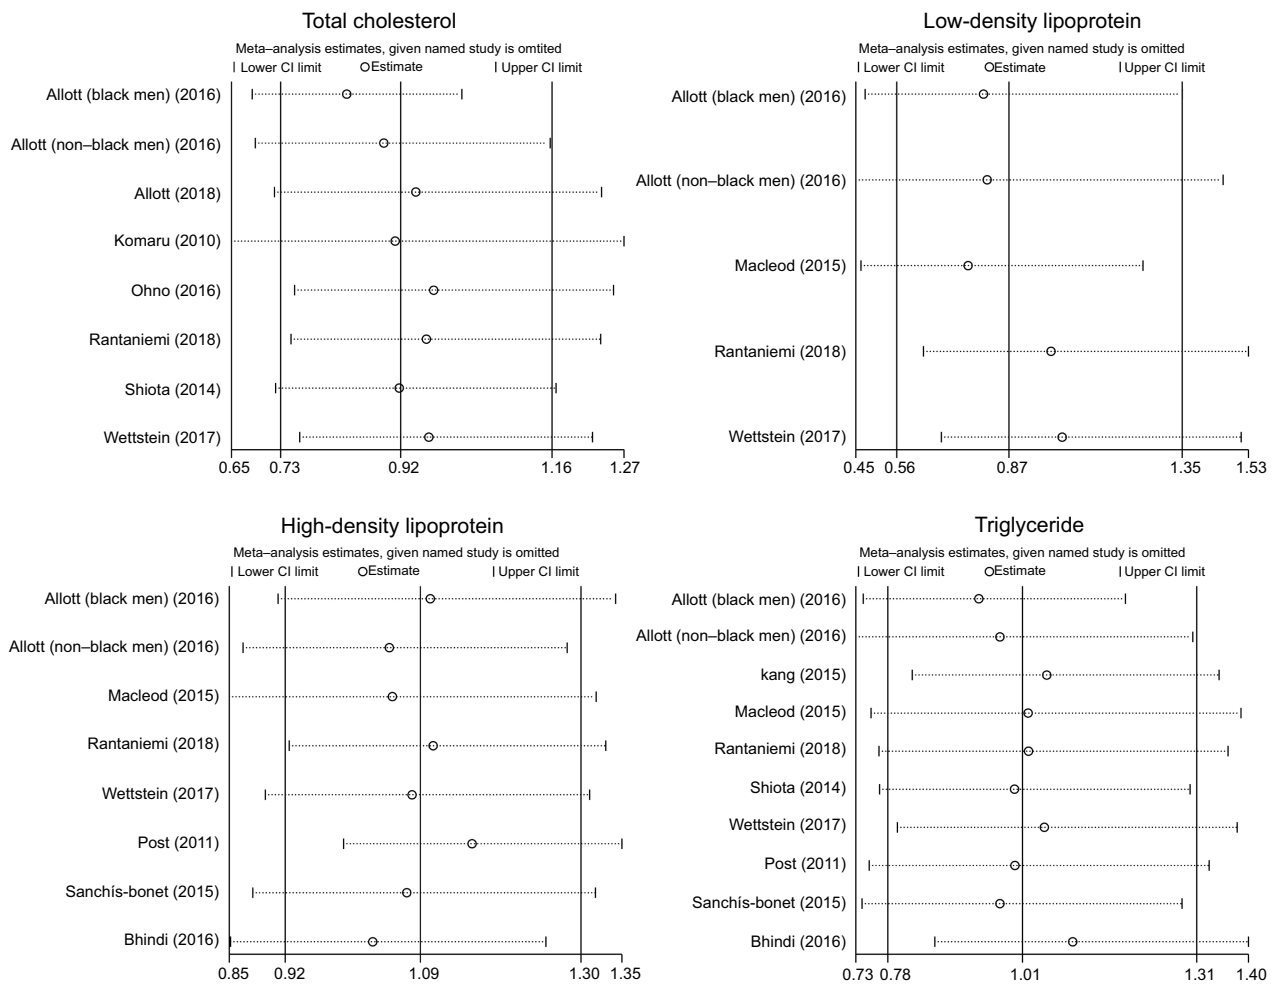 Total cholesterol
Meta–analysis estimates, given named study is omtited
Lower CI limit Estimate Upper CI limit
Allott (black men) (2016)
Allott (non–black men) (2016)
Allott (2018)
Komaru (2010)
Ohno (2016)
Rantaniemi (2018)
Shiota (2014)
Wettstein (2017)
0.65 0.73 0.92 1.16 1.27
Low-density lipoprotein
Meta–analysis estimates, given named study is omitted
Lower CI limit Estimate Upper CI limit
Allott (black men) (2016)
Allott (non–black men) (2016)
Macleod (2015)
Rantaniemi (2018)
Wettstein (2017)
0.45 0.56 0.87 1.35 1.53
High-density lipoprotein
Meta–analysis estimates, given named study is omitted
Lower CI limit Estimate Upper CI limit
Allott (black men) (2016)
Allott (non–black men) (2016)
Macleod (2015)
Rantaniemi (2018)
Wettstein (2017)
Post (2011)
Sanchís-bonet (2015)
Bhindi (2016)
0.85 0.92 1.09 1.30 1.35
Triglyceride
Meta–analysis estimates, given named study is omitted
Lower CI limit Estimate Upper CI limit
Allott (black men) (2016)
Allott (non–black men) (2016)
kang (2015)
Macleod (2015)
Rantaniemi (2018)
Shiota (2014)
Wettstein (2017)
Post (2011)
Sanchís-bonet (2015)
Bhindi (2016)
0.73 0.78 1.01 1.31 1.40